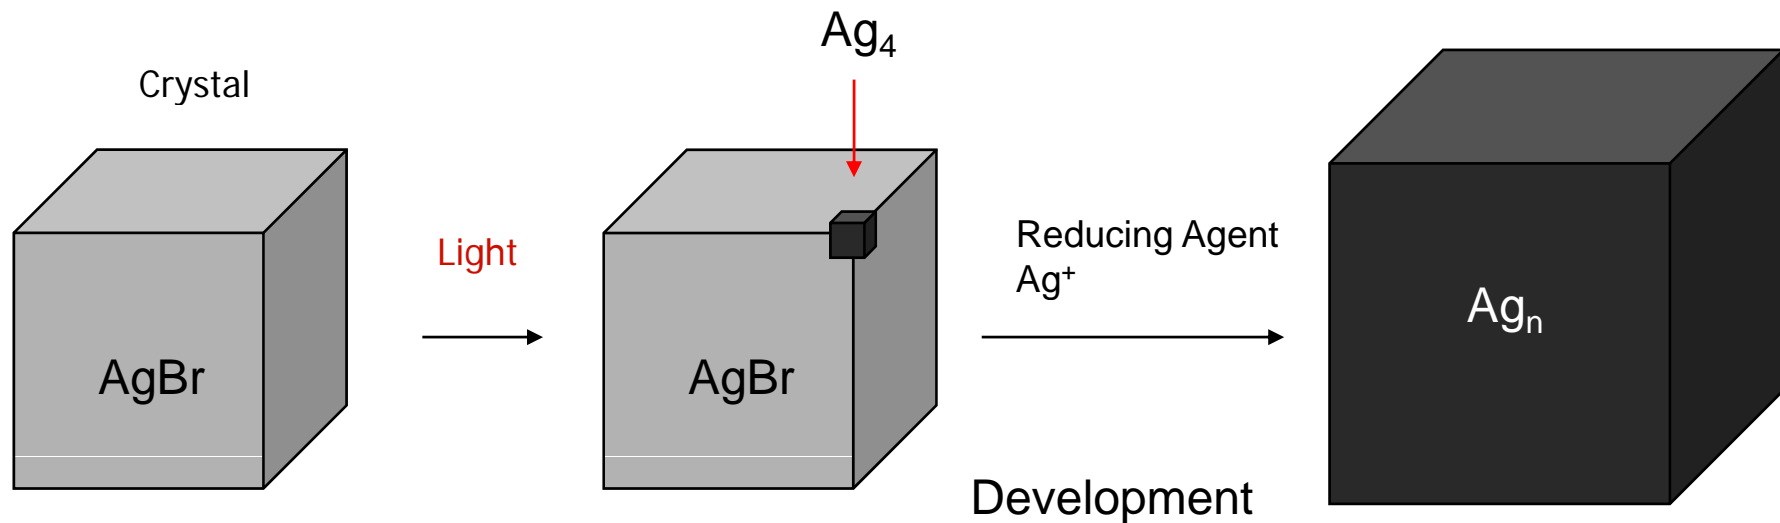 Crystal
Ag₄
Light
Reducing Agent
Ag⁺
AgBr
AgBr
Agₙ
Development